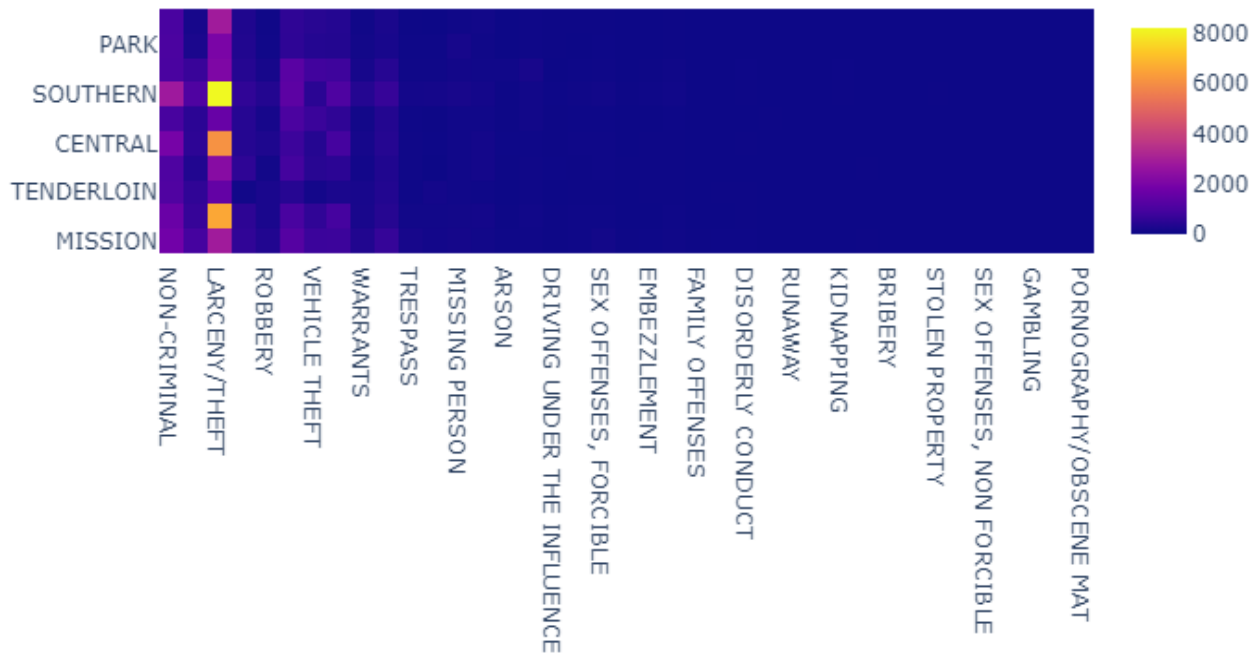 PARK
SOUTHERN
CENTRAL
TENDERLOIN
MISSION
NON-CRIMINAL
LARCENY/THEFT
ROBBERY
VEHICLE THEFT
WARRANTS
TRESPASS
MISSING PERSON
ARSON
DRIVING UNDER THE INFLUENCE
SEX OFFENSES, FORCIBLE
EMBEZZLEMENT
FAMILY OFFENSES
DISORDERLY CONDUCT
RUNAWAY
KIDNAPPING
BRIBERY
STOLEN PROPERTY
SEX OFFENSES, NON FORCIBLE
GAMBLING
PORNOGRAPHY/OBSCENE MAT
8000
6000
4000
2000
0